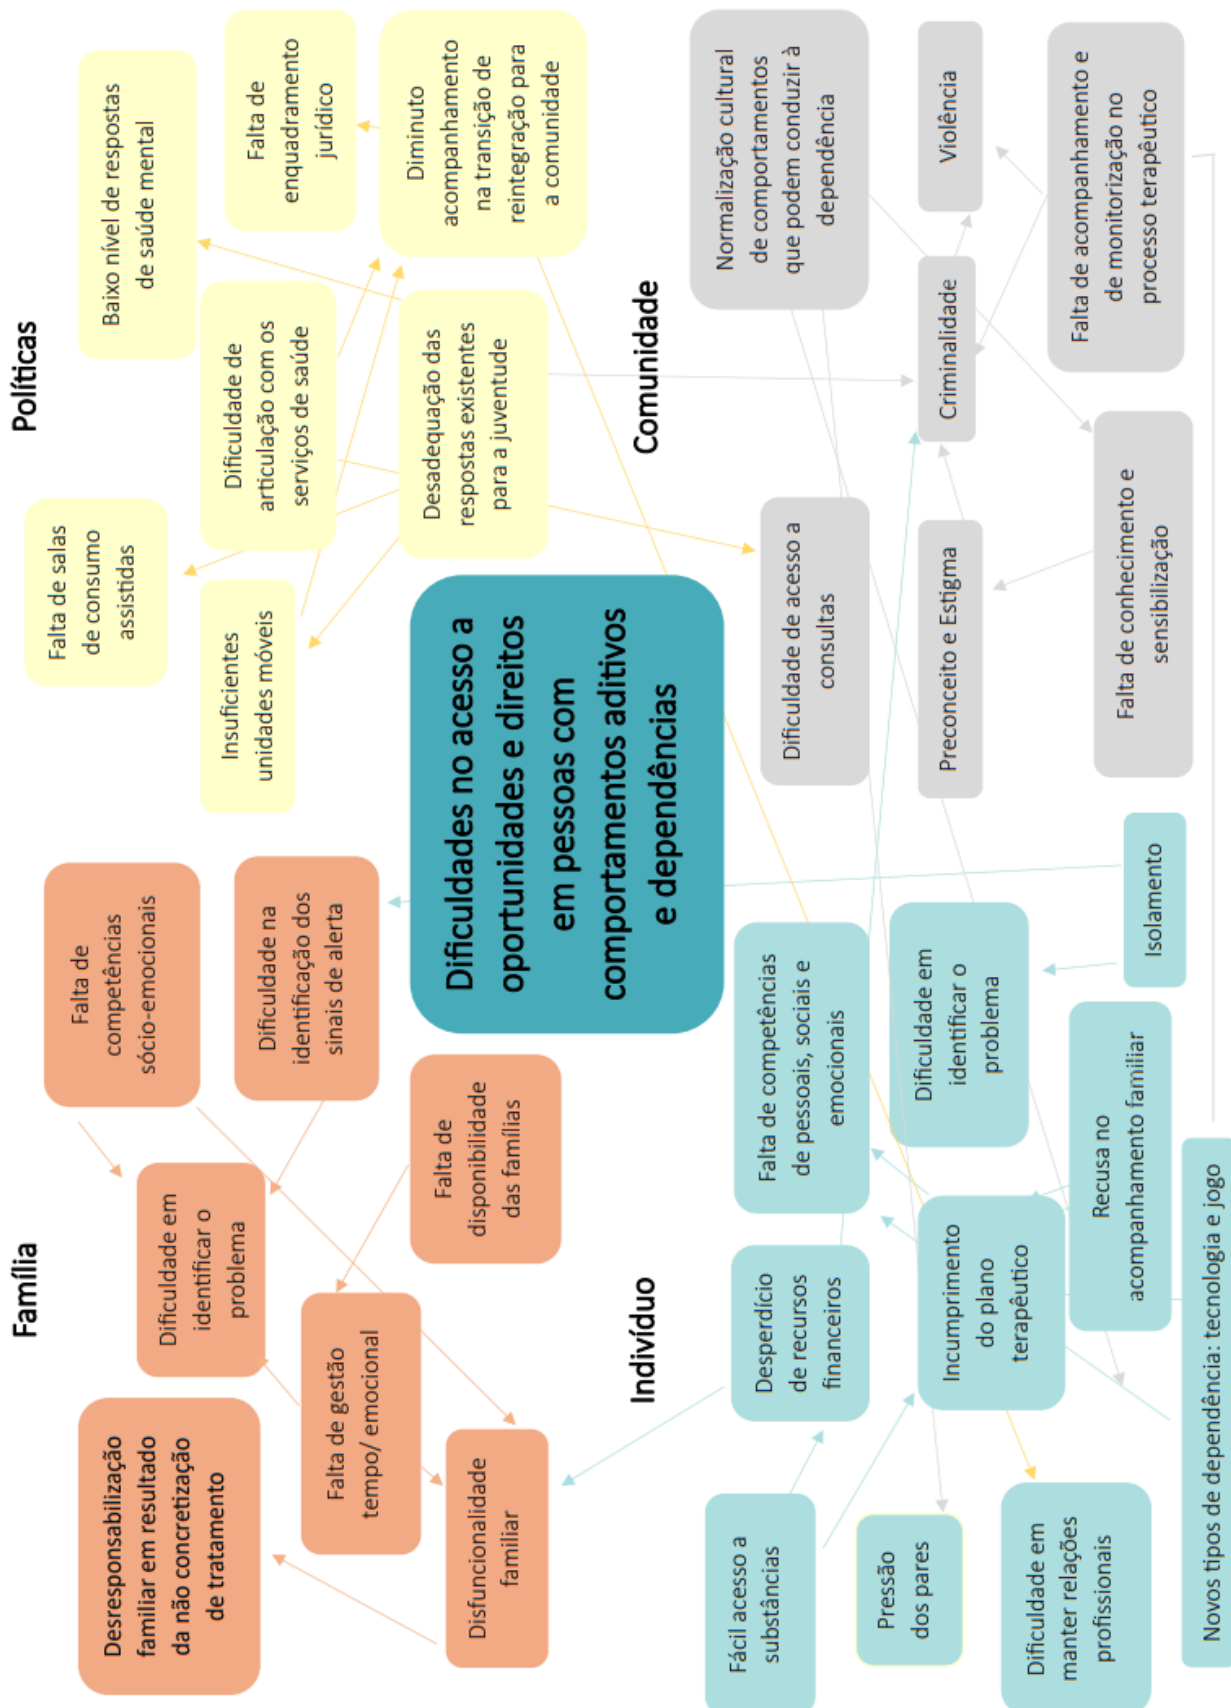 Família
Políticas
Desresponsabilização
familiar em resultado
da não concretização
de tratamento
Dificuldade em
identificar o
problema
Falta de
competências
sócio-emocionais
Falta de gestão
tempo/ emocional
Dificuldade na
identificação dos
sinais de alerta
Disfuncionalidade
familiar
Falta de
disponibilidade
das famílias
Falta de salas
de consumo
assistidas
Baixo nível de respostas
de saúde mental
Insuficientes
unidades móveis
Dificuldade de
articulação com os
serviços de saúde
Falta de
enquadramento
jurídico
Desadequação das
respostas existentes
para a juventude
Diminuto
acompanhamento
na transição de
reintegração para
a comunidade
Dificuldades no acesso a
oportunidades e direitos
em pessoas com
comportamentos aditivos
e dependências
Indivíduo
Comunidade
Fácil acesso a
substâncias
Desperdício
de recursos
financeiros
Falta de competências
de pessoais, sociais e
emocionais
Pressão
dos pares
Incumprimento
do plano
terapêutico
Dificuldade em
identificar o
problema
Dificuldade em
manter relações
profissionais
Recusa no
acompanhamento familiar
Isolamento
Novos tipos de dependência: tecnologia e jogo
Dificuldade de acesso a
consultas
Normalização cultural
de comportamentos
que podem conduzir à
dependência
Preconceito e Estigma
Criminalidade
Violência
Falta de conhecimento e
sensibilização
Falta de acompanhamento e
de monitorização no
processo terapêutico